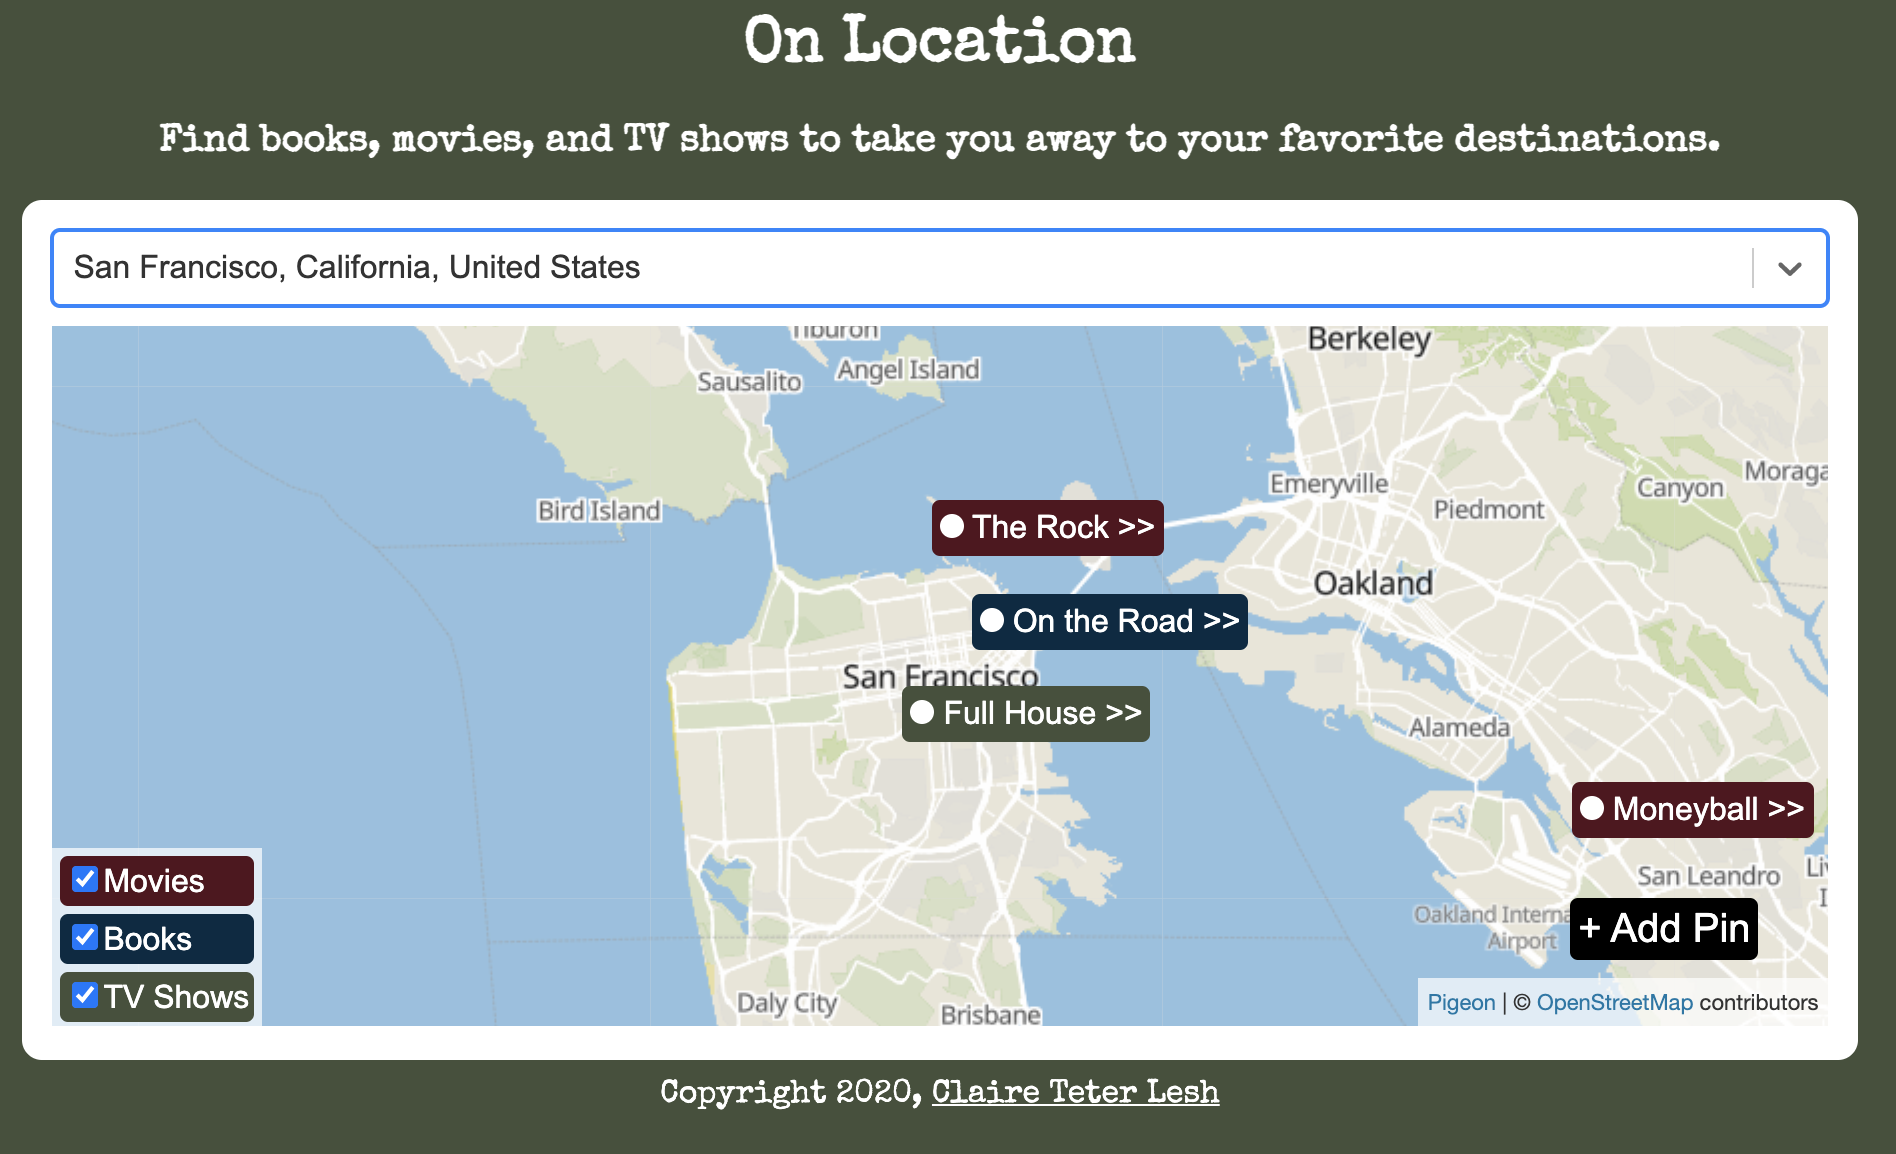 On Location
Find books, movies, and TV shows to take you away to your favorite destinations.
San Francisco, California, United States
Tiburon
Berkeley
Angel Island
Sausalito
Moraga
Emeryville
Canyon
Bird Island
Piedmont
The Rock >>
Oakland
On the Road >>
San Francisco
Full House >>
Alameda
Moneyball >>
San Leandro
Movies
Oakland Interna
Airport
+ Add Pin
Books
TV Shows
Daly City
Brisbane
Pigeon | © OpenStreetMap contributors
Copyright 2020, Claire Teter Lesh